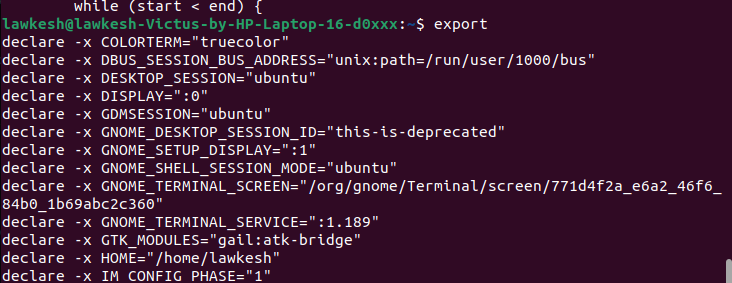 while (start < end) {
lawkesh@lawkesh-Victus-by-HP-Laptop-16-d0xxx:~$ export
declare -x COLORTERM="truecolor"
declare -x DBUS_SESSION_BUS_ADDRESS="unix:path=/run/user/1000/bus"
declare -x DESKTOP_SESSION="ubuntu"
declare -x DISPLAY=":0"
declare -x GDMSESSION="ubuntu"
declare -x GNOME_DESKTOP_SESSION_ID="this-is-deprecated"
declare -x GNOME_SETUP_DISPLAY=":1"
declare -x GNOME_SHELL_SESSION_MODE="ubuntu"
declare -x GNOME_TERMINAL_SCREEN="/org/gnome/Terminal/screen/771d4f2a_e6a2_46f6_
84b0_1b69abc2c360"
declare -x GNOME_TERMINAL_SERVICE=":1.189"
declare -x GTK_MODULES="gail:atk-bridge"
declare -x HOME="/home/lawkesh"
declare -x IM_CONFIG_PHASE="1"